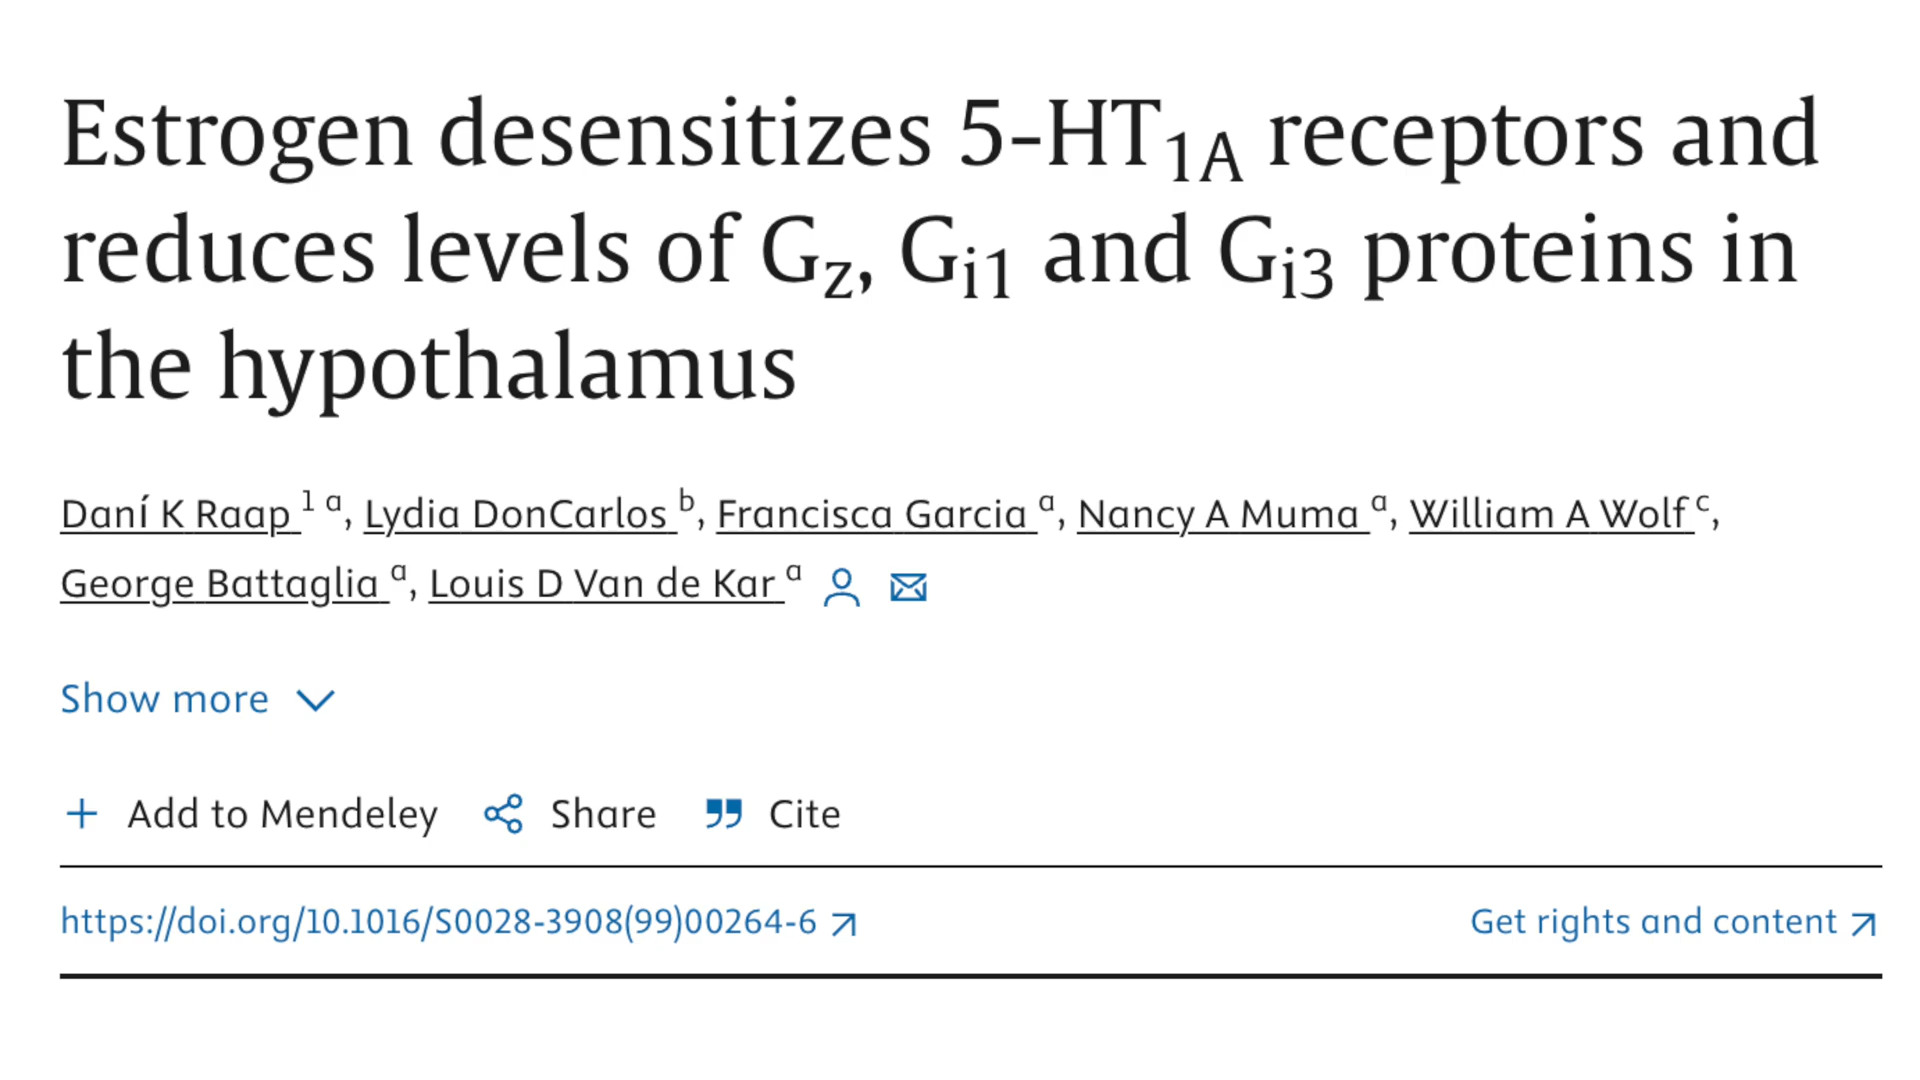 Estrogen desensitizes 5-HT1A receptors and
reduces levels of Gz, Gi1 and Gi3 proteins in
the hypothalamus
Daní K Raap 1 a, Lydia DonCarlos b, Francisca Garcia a, Nancy A Muma a, William A Wolf c,
George Battaglia a, Louis D Van de Kar a
Show more
Add to Mendeley Share Cite
https://doi.org/10.1016/S0028-3908(99)00264-6 Get rights and content